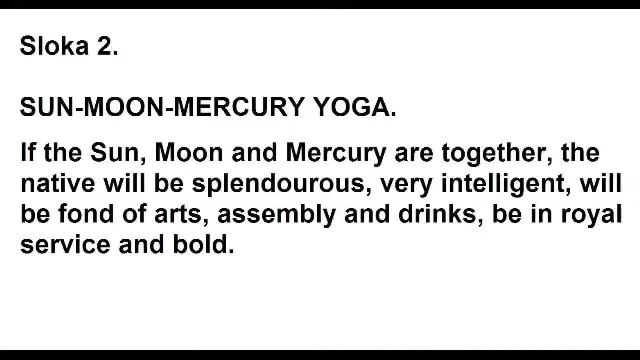 Sloka 2.
SUN-MOON-MERCURY YOGA.
If the Sun, Moon and Mercury are together, the
native will be splendourous, very intelligent, will
be fond of arts, assembly and drinks, be in royal
service and bold.